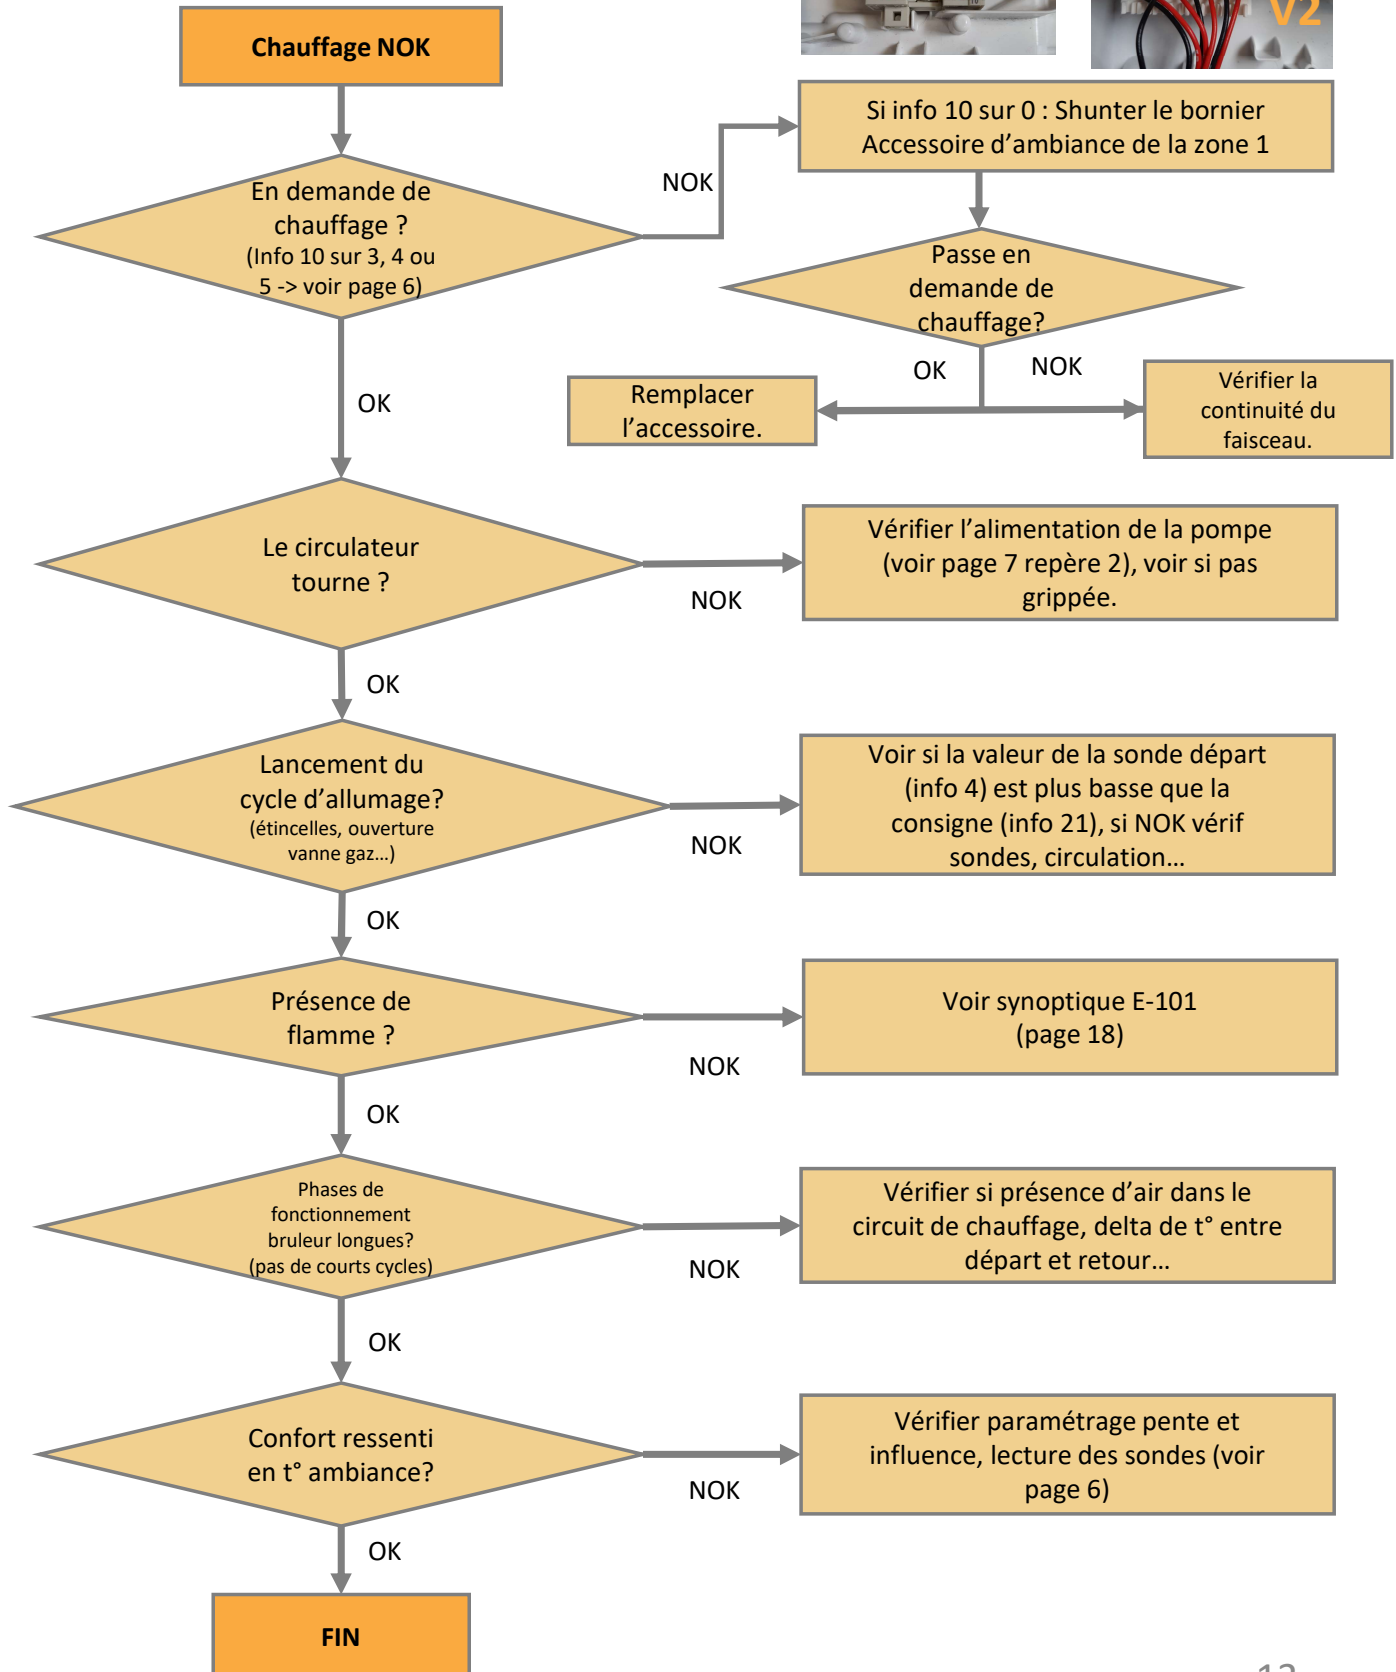 V2
Chauffage NOK
Si info 10 sur 0 : Shunter le bornier
Accessoire d’ambiance de la zone 1
En demande de
chauffage ?
(Info 10 sur 3, 4 ou
5 -> voir page 6)
NOK
Passe en
demande de
chauffage?
OK
NOK
Remplacer
l’accessoire.
Vérifier la
continuité du
faisceau.
OK
Le circulateur
tourne ?
NOK
Vérifier l’alimentation de la pompe
(voir page 7 repère 2), voir si pas
grippée.
OK
Lancement du
cycle d’allumage?
(étincelles, ouverture
vanne gaz…)
NOK
Voir si la valeur de la sonde départ
(info 4) est plus basse que la
consigne (info 21), si NOK vérif
sondes, circulation…
OK
Présence de
flamme ?
NOK
Voir synoptique E-101
(page 18)
OK
Phases de
fonctionnement
bruleur longues?
(pas de courts cycles)
NOK
Vérifier si présence d’air dans le
circuit de chauffage, delta de t° entre
départ et retour…
OK
Confort ressenti
en t° ambiance?
NOK
Vérifier paramétrage pente et
influence, lecture des sondes (voir
page 6)
OK
FIN